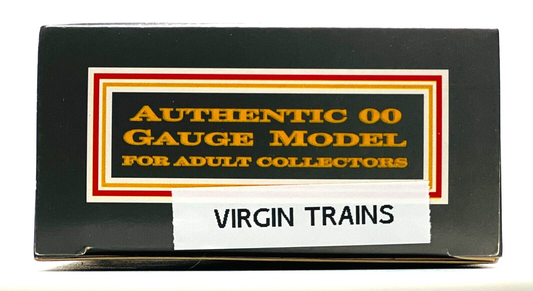 AUTHENTIC 00
GAUGE MODEL
FOR ADULT COLLECTORS
VIRGIN TRAINS